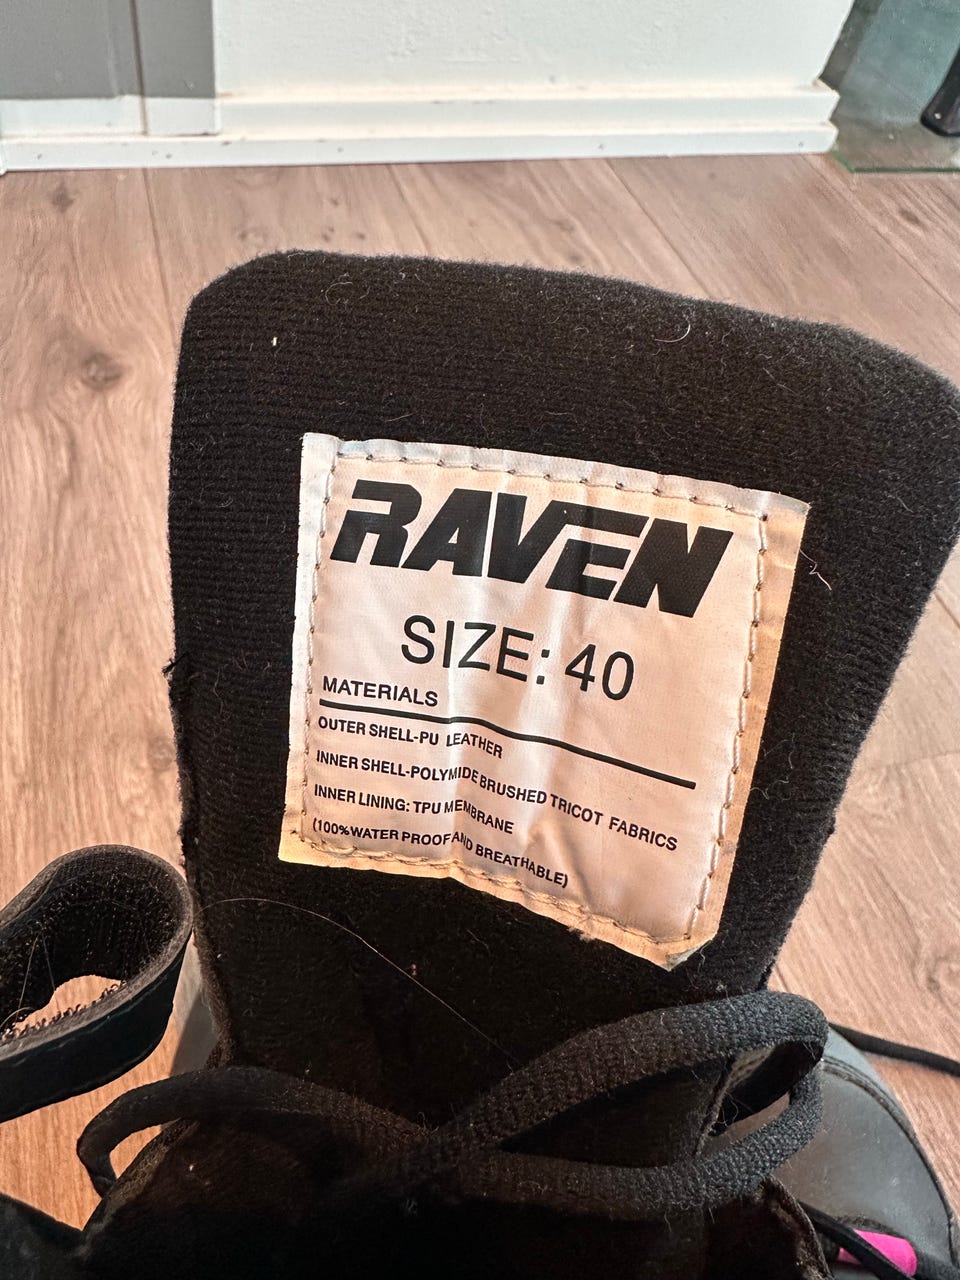 RAVEN
SIZE: 40
MATERIALS
OUTER SHELL-PU LEATHER
INNER SHELL-POLYMIDE BRUSHED TRICOT FABRICS
INNER LINING: TPU MEMBRANE
(100%WATER PROOF AND BREATHABLE)